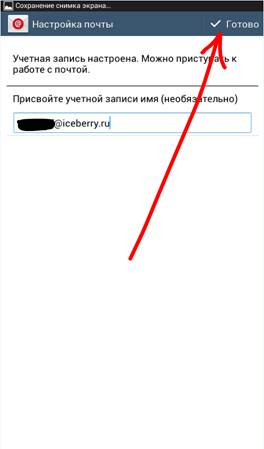 Сохранение снимка экрана...
Настройка почты
Готово
Учетная запись настроена. Можно приступать к
работе с почтой.
Присвойте учетной записи имя (необязательно)
@iceberry.ru